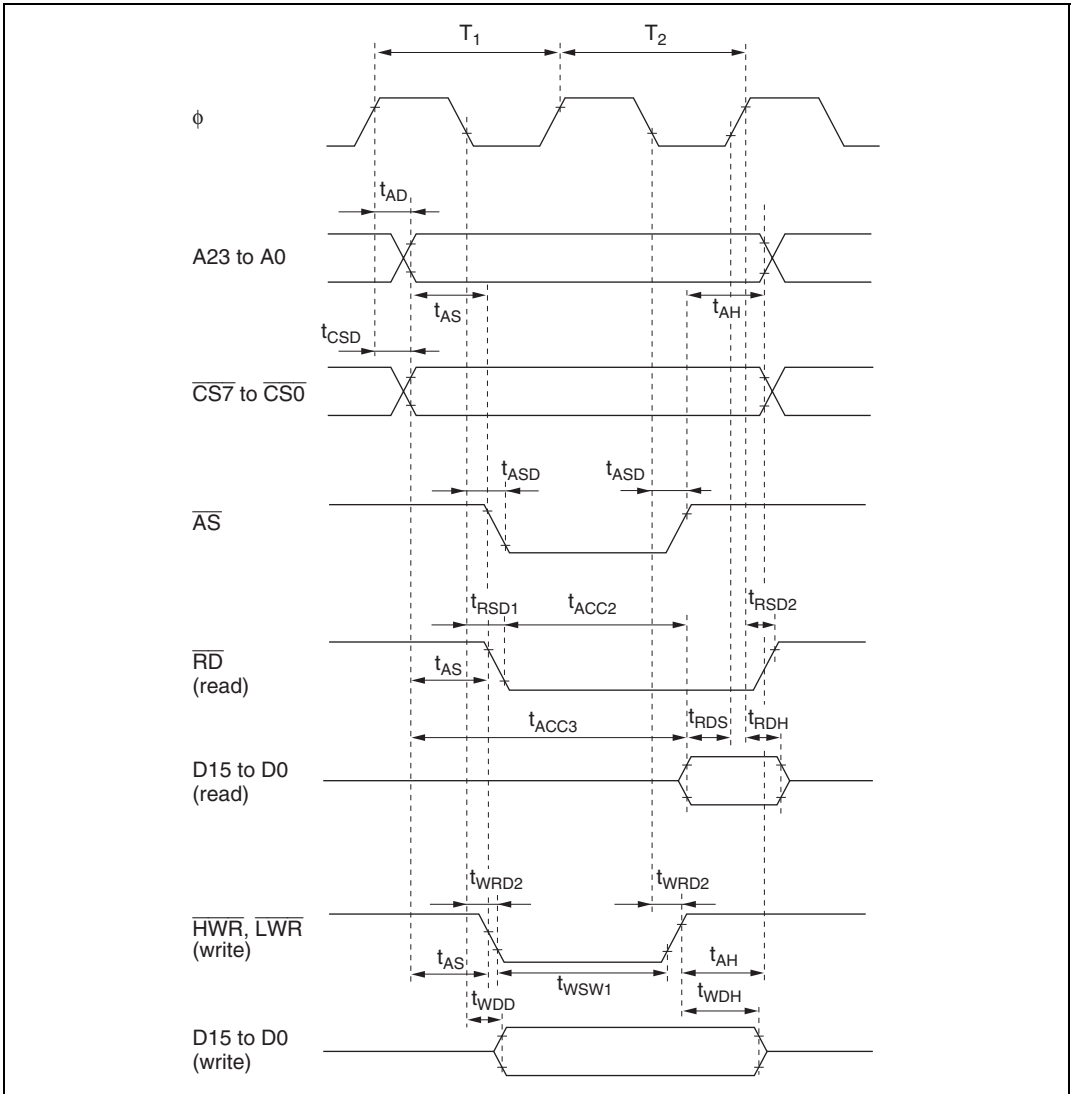 T1 T2
ϕ
tAD
A23 to A0
tAS tAH
tCSD
CS7 to CS0
tASD tASD
AS
tRSD1 tACC2 tRSD2
RD
(read)
tAS
tACC3 tRDS tRDH
D15 to D0
(read)
tWRD2 tWRD2
HWR, LWR
(write)
tAS tWSW1 tAH
tWDD tWDH
D15 to D0
(write)